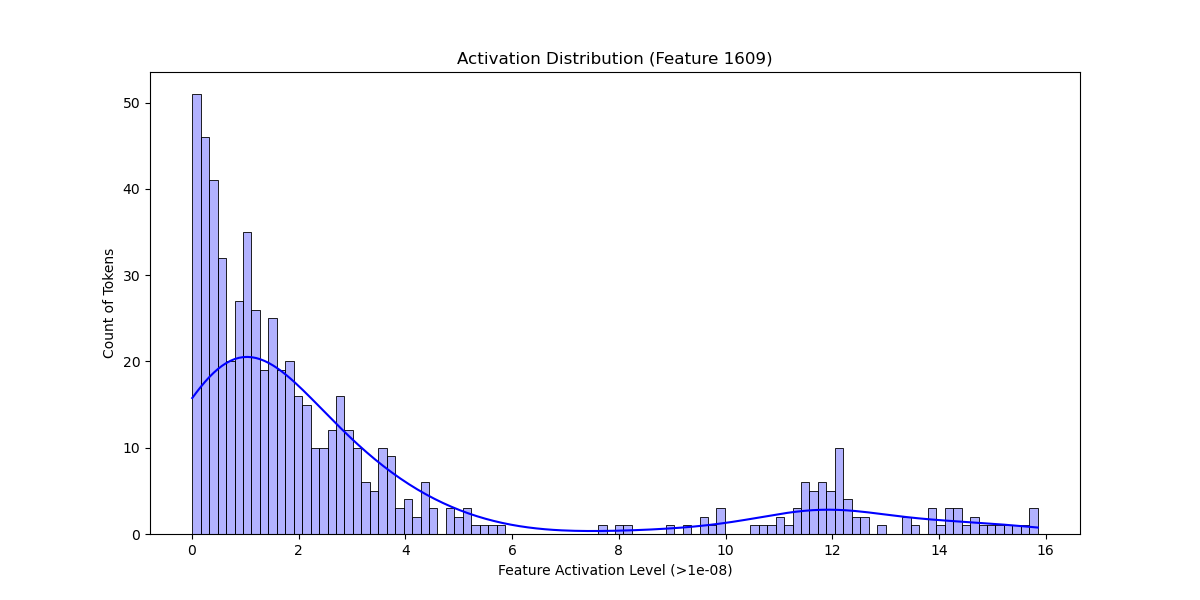 Activation Distribution (Feature 1609)
50
40
30
20
10
0
Count of Tokens
0 2 4 6 8 10 12 14 16
Feature Activation Level (>1e-08)